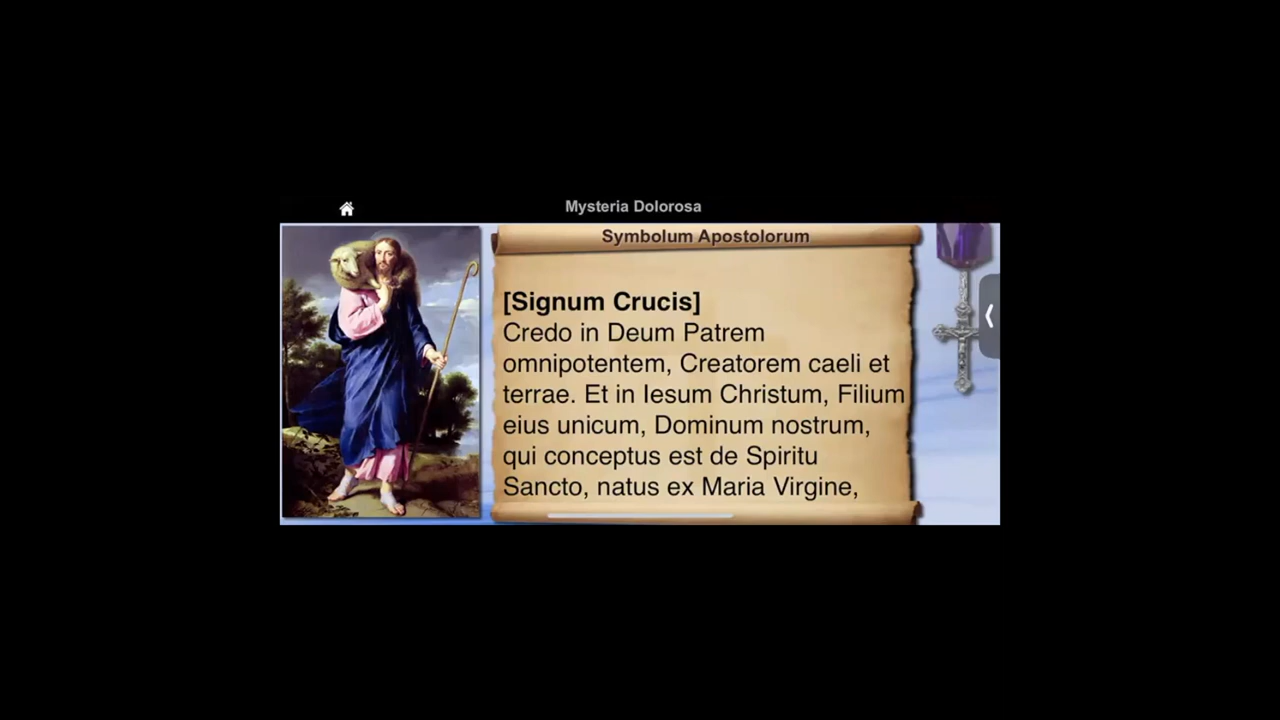 Mysteria Dolorosa
Symbolum Apostolorum
[Signum Crucis]
Credo in Deum Patrem
omnipotentem, Creatorem caeli et
terrae. Et in Iesum Christum, Filium
eius unicum, Dominum nostrum,
qui conceptus est de Spiritu
Sancto, natus ex Maria Virgine,